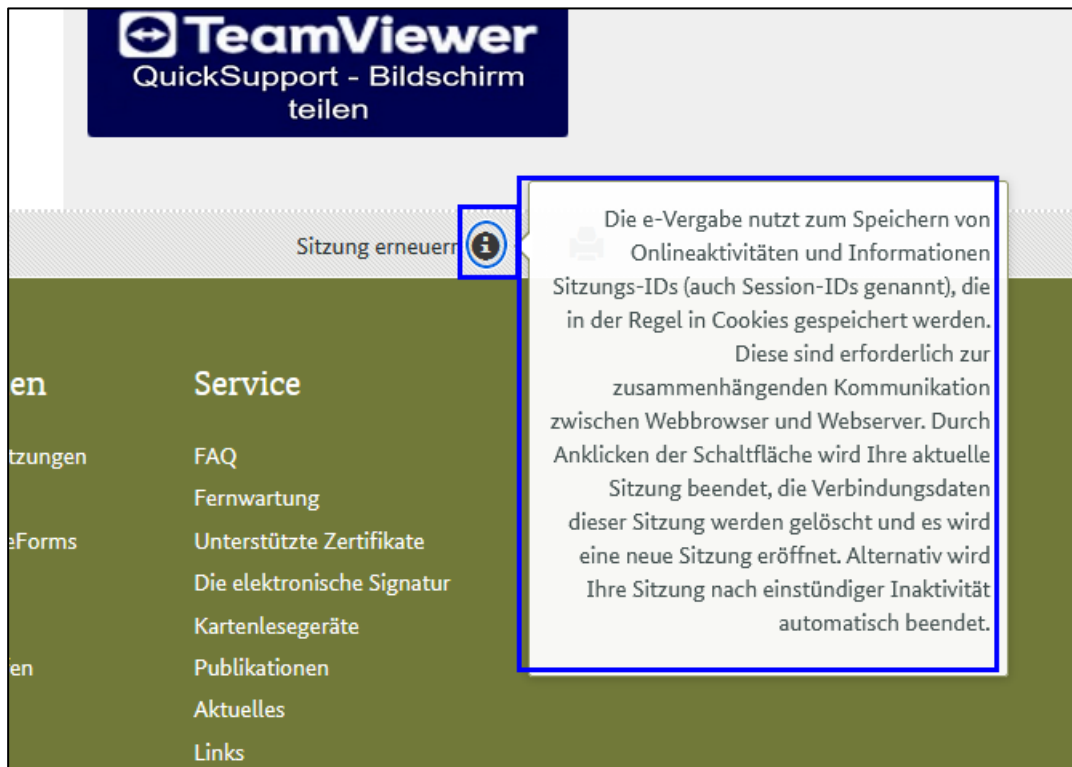 TeamViewer
QuickSupport - Bildschirm
teilen
Sitzung erneuern
Die e-Vergabe nutzt zum Speichern von
Onlineaktivitäten und Informationen
Sitzungs-IDs (auch Session-IDs genannt), die
in der Regel in Cookies gespeichert werden.
Diese sind erforderlich zur
zusammenhängenden Kommunikation
zwischen Webbrowser und Webserver. Durch
Anklicken der Schaltfläche wird Ihre aktuelle
Sitzung beendet, die Verbindungsdaten
dieser Sitzung werden gelöscht und es wird
eine neue Sitzung eröffnet. Alternativ wird
Ihre Sitzung nach einstündiger Inaktivität
automatisch beendet.
en
tzungen
eForms
en
Service
FAQ
Fernwartung
Unterstützte Zertifikate
Die elektronische Signatur
Kartenlesegeräte
Publikationen
Aktuelles
Links